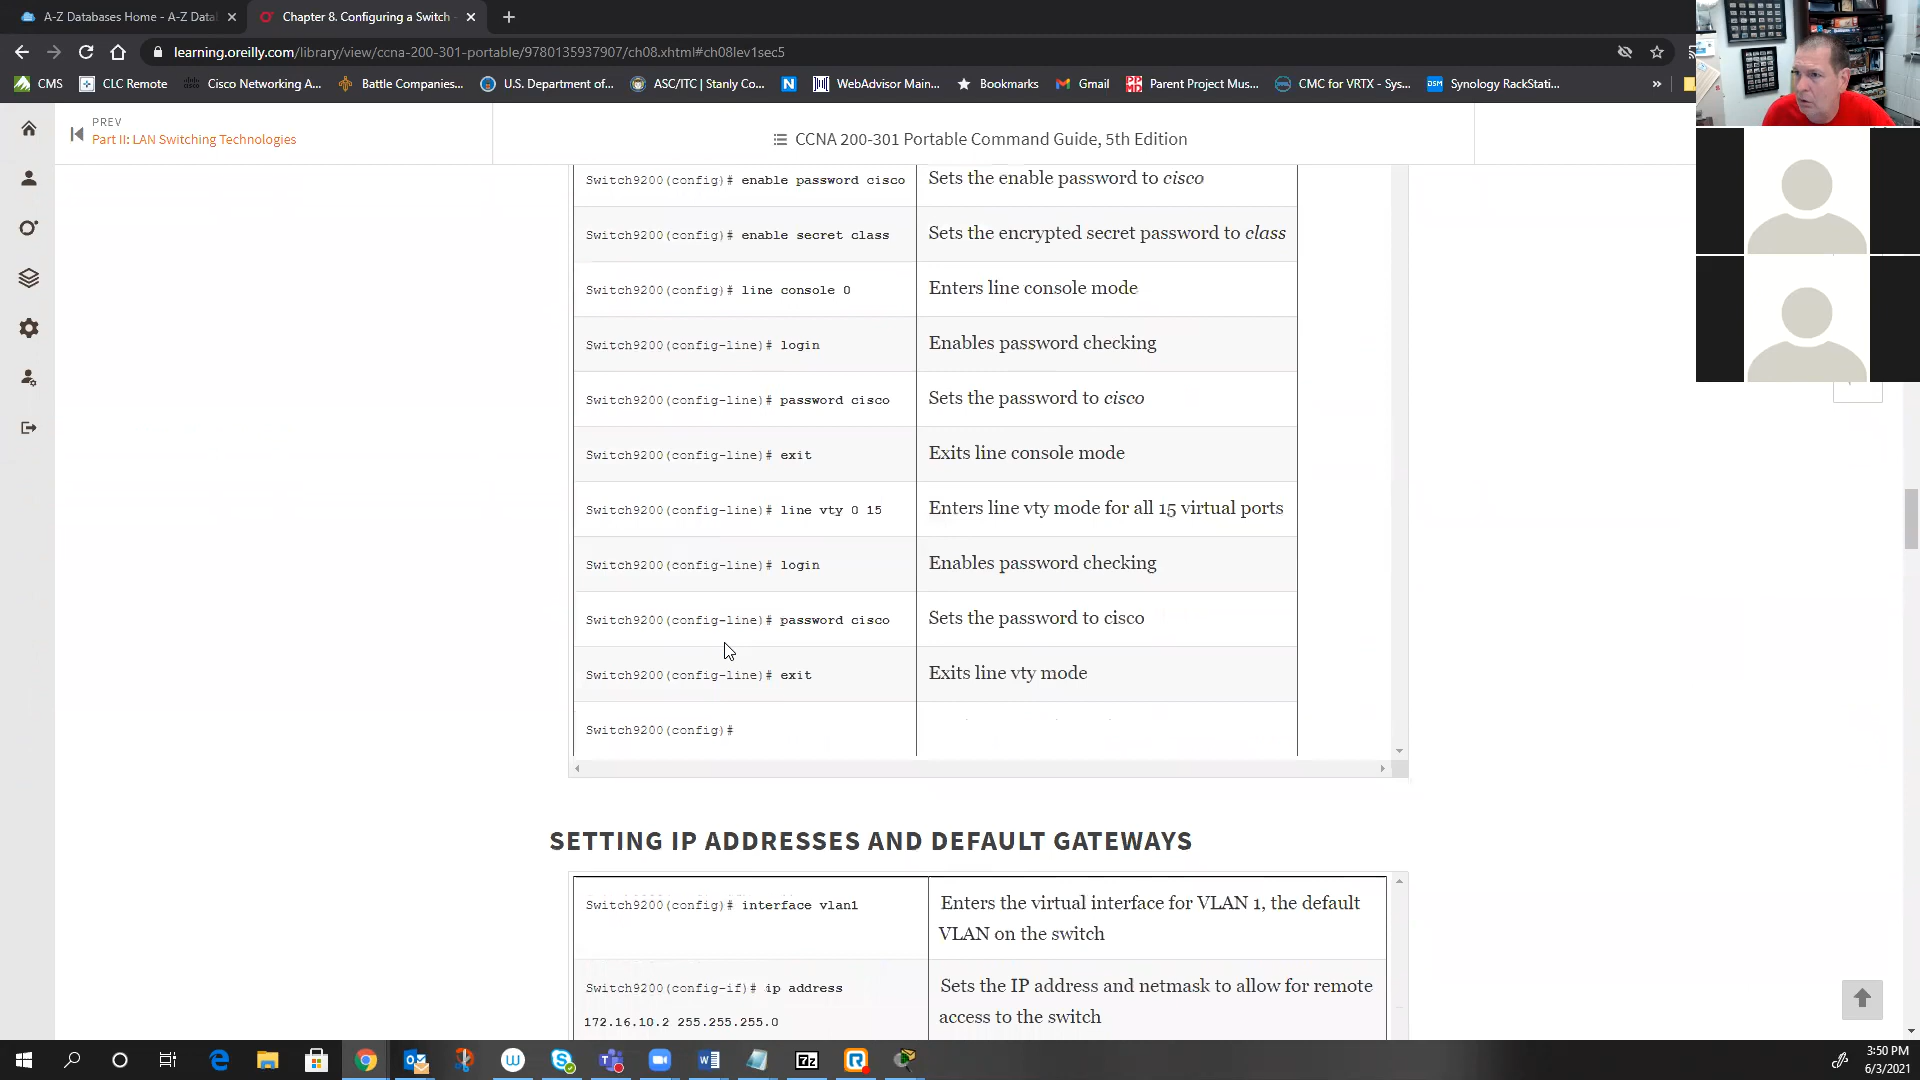 A-Z Databases Home - A-Z Data
Chapter 8. Configuring a Switch -
learning.oreilly.com/library/view/ccna-200-301-portable/9780135937907/ch08.xhtml#ch08lev1sec5
CMS
CLC Remote
Cisco Networking A...
Battle Companies...
U.S. Department of...
ASC/ITC | Stanly Co...
WebAdvisor Main...
Bookmarks
Gmail
Parent Project Mus...
CMC for VRTX - Sys...
Synology RackStati...
PREV
Part II: LAN Switching Technologies
CCNA 200-301 Portable Command Guide, 5th Edition
Switch9200(config)# enable password cisco
Sets the enable password to cisco
Switch9200(config)# enable secret class
Sets the encrypted secret password to class
Switch9200(config)# line console 0
Enters line console mode
Switch9200(config-line)# login
Enables password checking
Switch9200(config-line)# password cisco
Sets the password to cisco
Switch9200(config-line)# exit
Exits line console mode
Switch9200(config-line)# line vty 0 15
Enters line vty mode for all 15 virtual ports
Switch9200(config-line)# login
Enables password checking
Switch9200(config-line)# password cisco
Sets the password to cisco
Switch9200(config-line)# exit
Exits line vty mode
Switch9200(config)#
SETTING IP ADDRESSES AND DEFAULT GATEWAYS
Switch9200(config)# interface vlan1
Enters the virtual interface for VLAN 1, the default
VLAN on the switch
Switch9200(config-if)# ip address
172.16.10.2 255.255.255.0
Sets the IP address and netmask to allow for remote
access to the switch
3:50 PM
6/3/2021